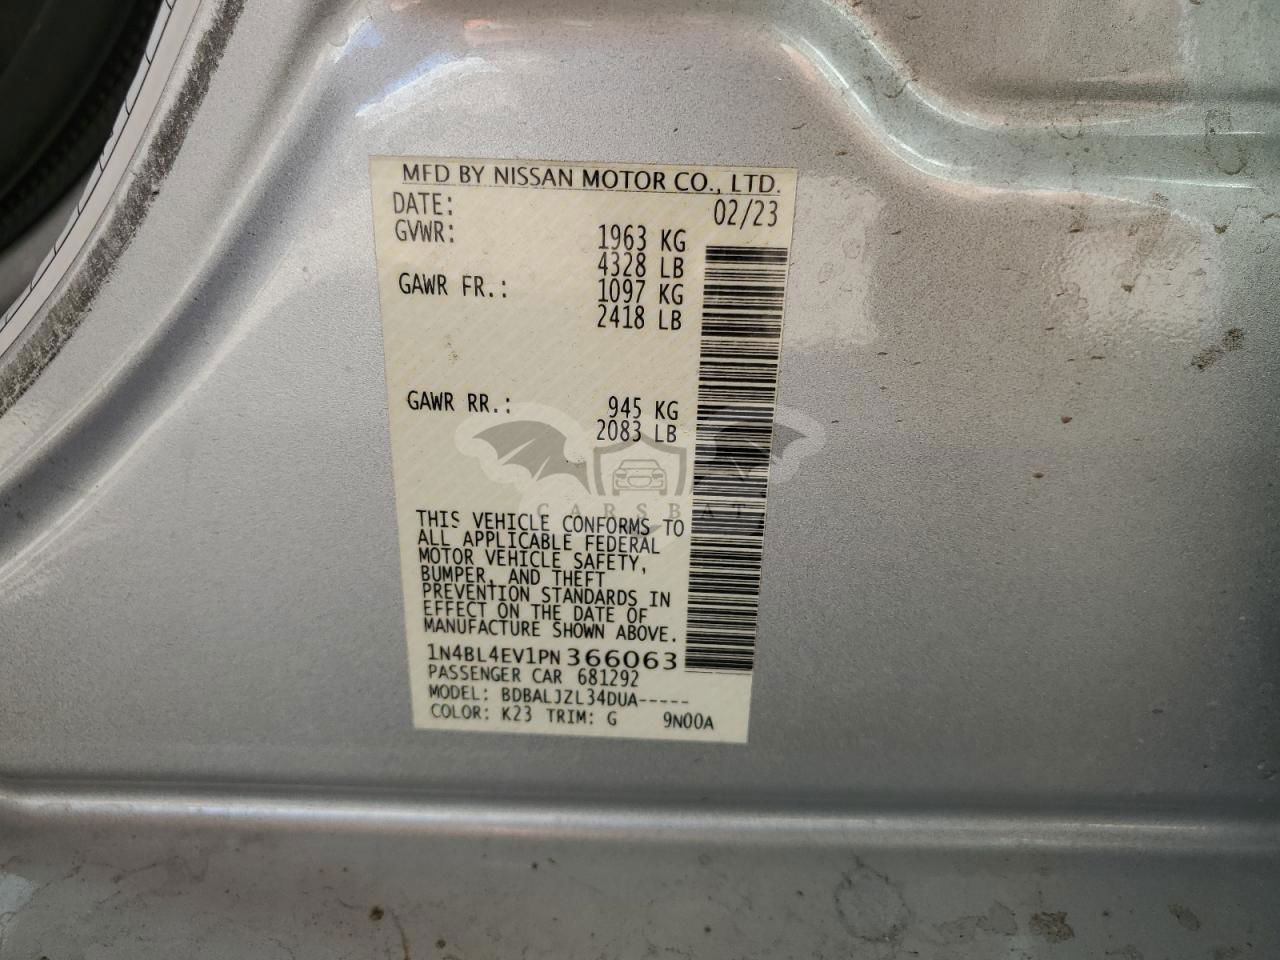 MFD BY NISSAN MOTOR CO., LTD.
DATE: 02/23
GVWR: 1963 KG
4328 LB
GAWR FR.: 1097 KG
2418 LB
GAWR RR.: 945 KG
2083 LB
CARSBAT
THIS VEHICLE CONFORMS TO
ALL APPLICABLE FEDERAL
MOTOR VEHICLE SAFETY,
BUMPER, AND THEFT
PREVENTION STANDARDS IN
EFFECT ON THE DATE OF
MANUFACTURE SHOWN ABOVE.
1N4BL4EV1PN366063
PASSENGER CAR 681292
MODEL: BDBALJZL34DUA-----
COLOR: K23 TRIM: G 9N00A